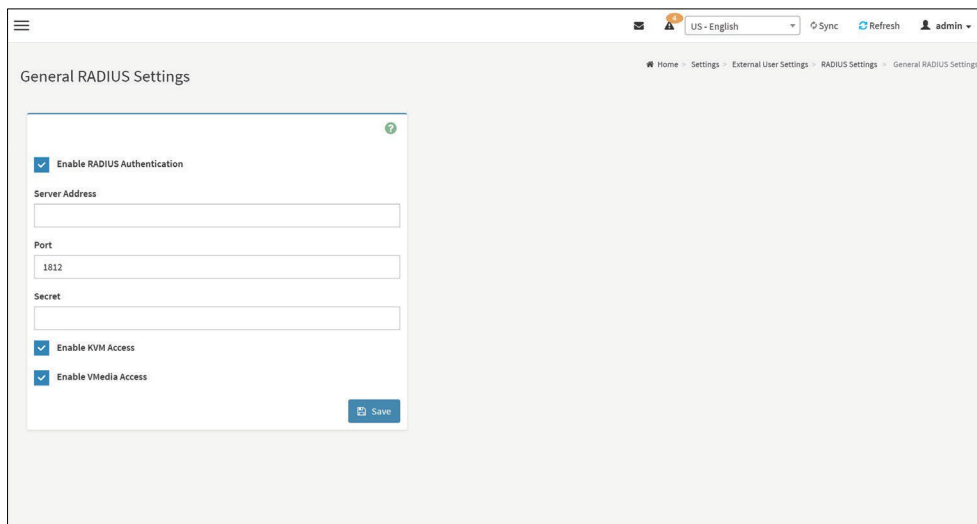 4
US - English
Sync
Refresh
admin
General RADIUS Settings
Home > Settings > External User Settings > RADIUS Settings > General RADIUS Settings
?
Enable RADIUS Authentication
Server Address
Port
1812
Secret
Enable KVM Access
Enable VMedia Access
Save